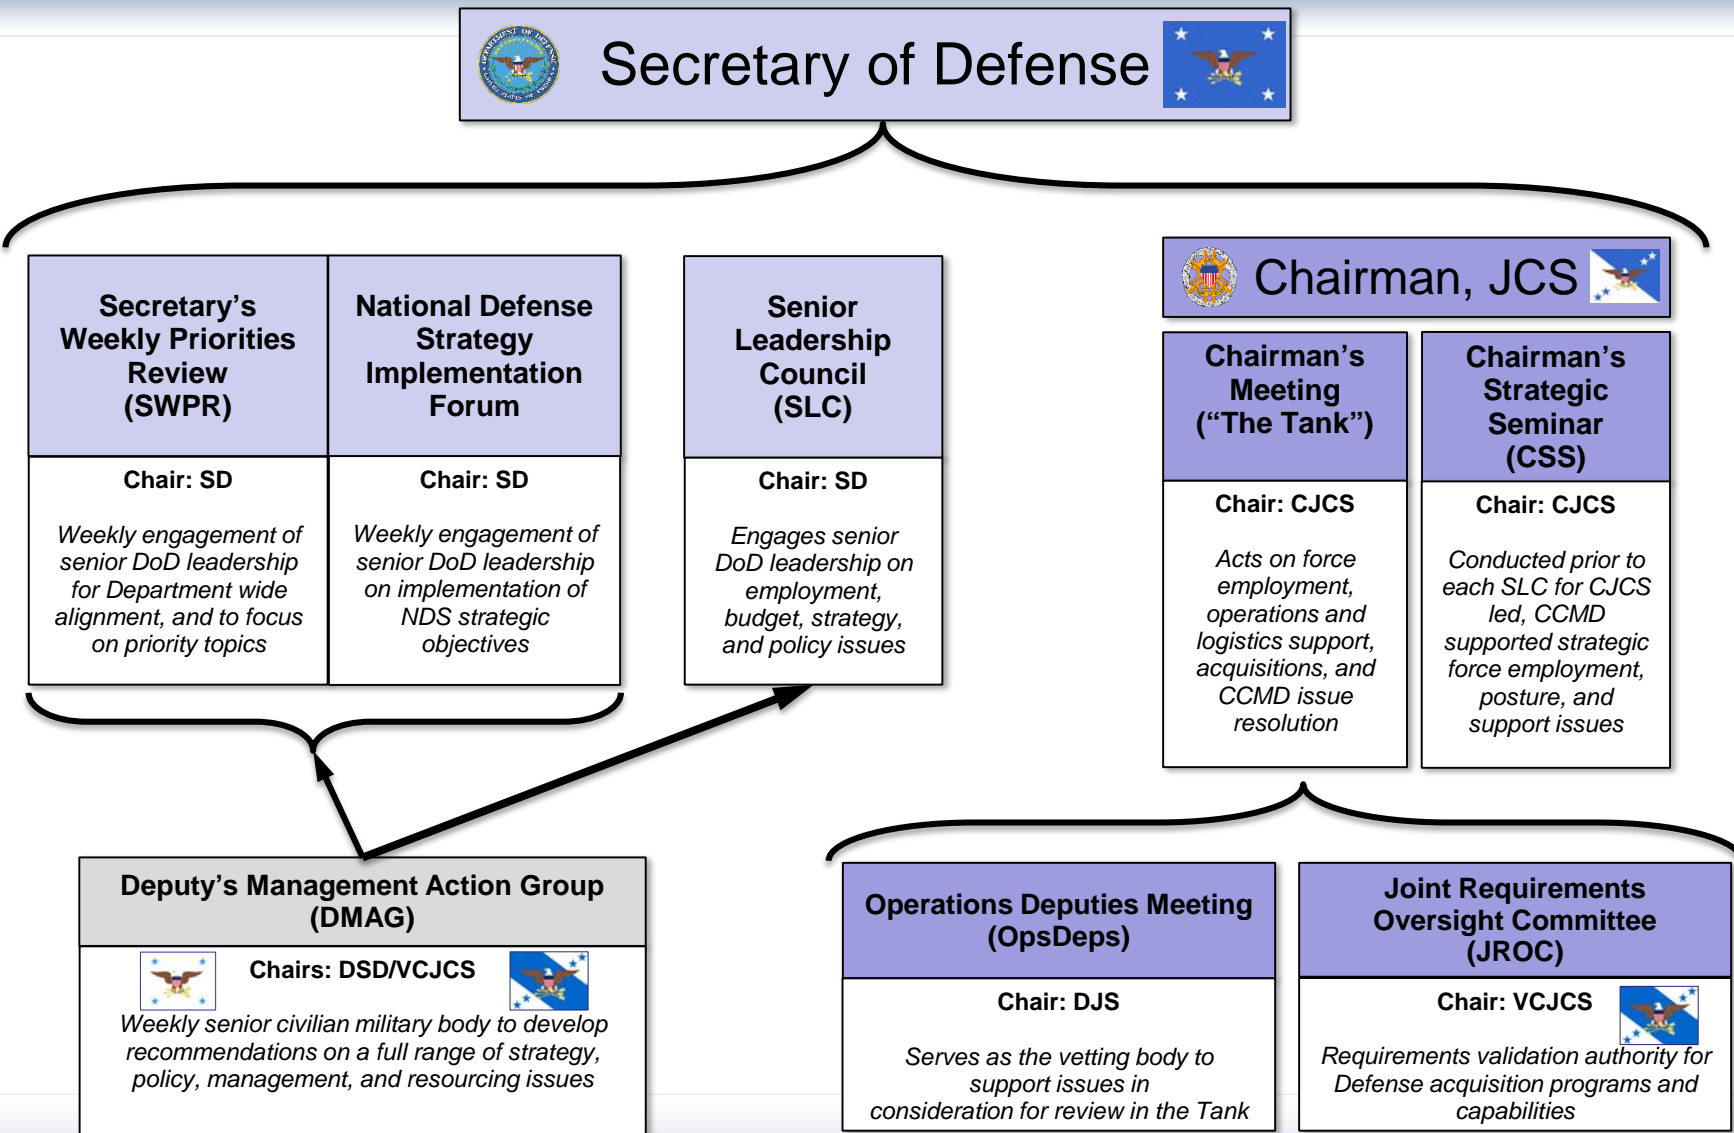 Secretary of Defense
Secretary’s
Weekly Priorities
Review
(SWPR)
Chair: SD
Weekly engagement of
senior DoD leadership
for Department wide
alignment, and to focus
on priority topics
National Defense
Strategy
Implementation
Forum
Chair: SD
Weekly engagement of
senior DoD leadership
on implementation of
NDS strategic
objectives
Senior
Leadership
Council
(SLC)
Chair: SD
Engages senior
DoD leadership on
employment,
budget, strategy,
and policy issues
Chairman, JCS
Chairman’s
Meeting
(“The Tank”)
Chair: CJCS
Acts on force
employment,
operations and
logistics support,
acquisitions, and
CCMD issue
resolution
Chairman’s
Strategic
Seminar
(CSS)
Chair: CJCS
Conducted prior to
each SLC for CJCS
led, CCMD
supported strategic
force employment,
posture, and
support issues
Deputy’s Management Action Group
(DMAG)
Chairs: DSD/VCJCS
Weekly senior civilian military body to develop
recommendations on a full range of strategy,
policy, management, and resourcing issues
Operations Deputies Meeting
(OpsDeps)
Chair: DJS
Serves as the vetting body to
support issues in
consideration for review in the Tank
Joint Requirements
Oversight Committee
(JROC)
Chair: VCJCS
Requirements validation authority for
Defense acquisition programs and
capabilities